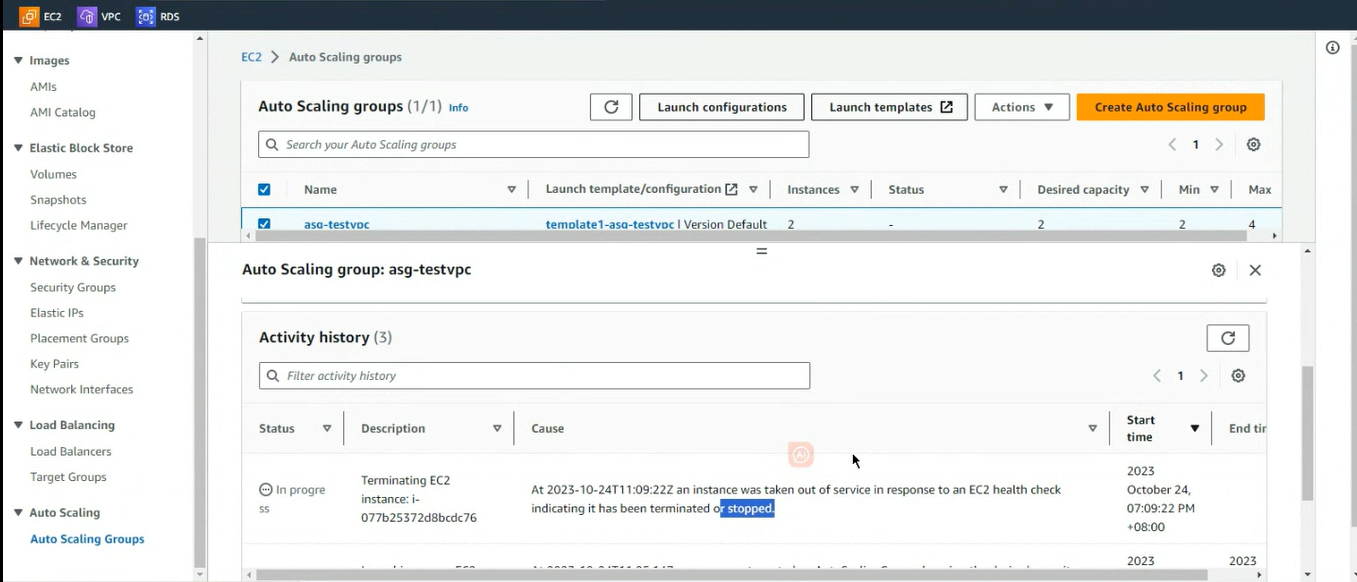 EC2 VPC RDS
Images
AMIs
AMI Catalog
Elastic Block Store
Volumes
Snapshots
Lifecycle Manager
Network & Security
Security Groups
Elastic IPs
Placement Groups
Key Pairs
Network Interfaces
Load Balancing
Load Balancers
Target Groups
Auto Scaling
Auto Scaling Groups
EC2 > Auto Scaling groups
Auto Scaling groups (1/1) Info
Launch configurations
Launch templates
Actions
Create Auto Scaling group
Search your Auto Scaling groups
1
Name Launch template/configuration Instances Status Desired capacity Min Max
asg-testvpc template1-asg-testvpc | Version Default 2 - 2 2 4
Auto Scaling group: asg-testvpc
Activity history (3)
Filter activity history
1
Status Description Cause Start
time
End tir
In progre
ss
Terminating EC2
instance: i-
077b25372d8bcdc76
At 2023-10-24T11:09:22Z an instance was taken out of service in response to an EC2 health check
indicating it has been terminated or stopped.
2023
October 24,
07:09:22 PM
+08:00
2023
2023